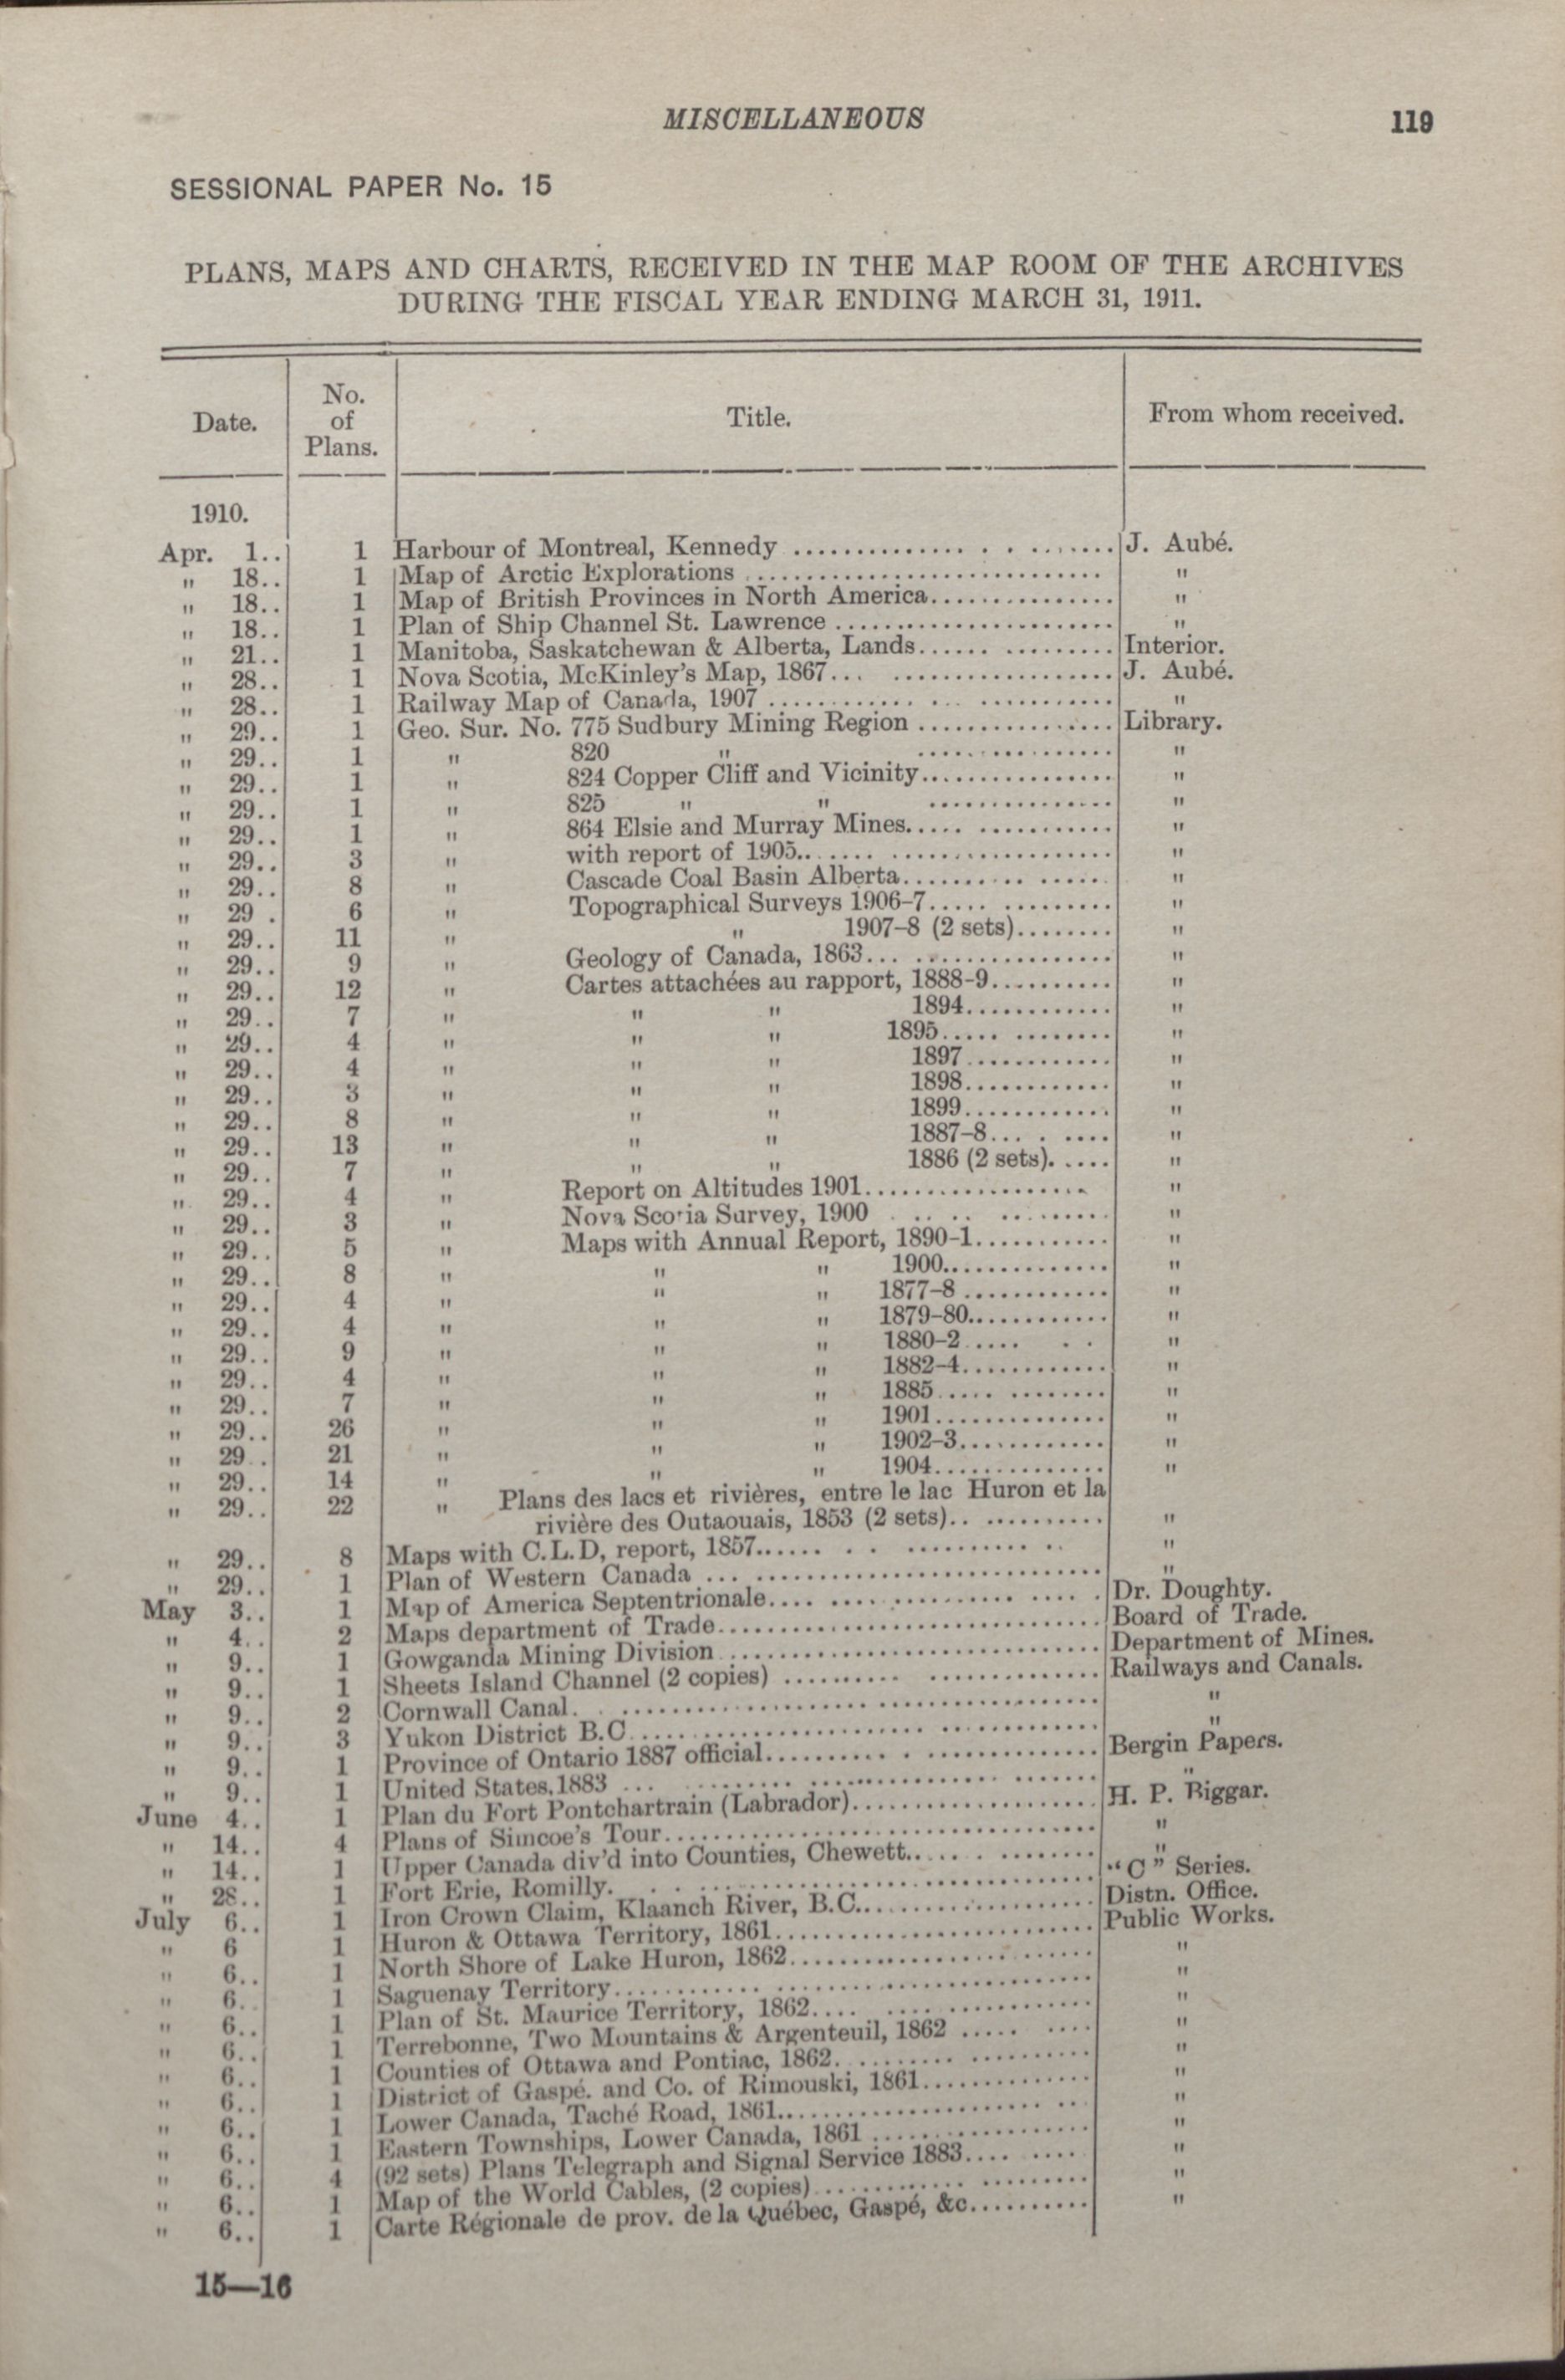 MISCELLANEOUS 119
SESSIONAL PAPER No. 15
PLANS, MAPS AND CHARTS, RECEIVED IN THE MAP ROOM OF THE ARCHIVES
DURING THE FISCAL YEAR ENDING MARCH 31, 1911.
Date. No. of Plans. Title. From whom received.
1910.
Apr. 1.. 1 Harbour of Montreal, Kennedy .......... J. Aubé.
" 18.. 1 Map of Arctic Explorations .......... "
" 18.. 1 Map of British Provinces in North America.......... "
" 18.. 1 Plan of Ship Channel St. Lawrence .......... "
" 21.. 1 Manitoba, Saskatchewan & Alberta, Lands.......... Interior.
" 28.. 1 Nova Scotia, McKinley's Map, 1867.......... J. Aubé.
" 28.. 1 Railway Map of Canada, 1907 .......... "
" 29.. 1 Geo. Sur. No. 775 Sudbury Mining Region .......... Library.
" 29.. 1 " 820 " .......... "
" 29.. 1 " 824 Copper Cliff and Vicinity.......... "
" 29.. 1 " 825 " " .......... "
" 29.. 1 " 864 Elsie and Murray Mines.......... "
" 29.. 3 " with report of 1905.......... "
" 29.. 8 " Cascade Coal Basin Alberta.......... "
" 29 . 6 " Topographical Surveys 1906-7.......... "
" 29.. 11 " " 1907-8 (2 sets)........ "
" 29.. 9 " Geology of Canada, 1863.......... "
" 29.. 12 " Cartes attachées au rapport, 1888-9.......... "
" 29.. 7 " " " 1894.......... "
" 29.. 4 " " " 1895.......... "
" 29.. 4 " " " 1897.......... "
" 29.. 3 " " " 1898.......... "
" 29.. 8 " " " 1899.......... "
" 29.. 13 " " " 1887-8.......... "
" 29.. 7 " " " 1886 (2 sets)...... "
" 29.. 4 " Report on Altitudes 1901.......... "
" 29.. 3 " Nova Scotia Survey, 1900 .......... "
" 29.. 5 " Maps with Annual Report, 1890-1.......... "
" 29.. 8 " " " 1900.......... "
" 29.. 4 " " " 1877-8 .......... "
" 29.. 4 " " " 1879-80.......... "
" 29.. 9 " " " 1880-2..... . . "
" 29.. 4 " " " 1882-4.......... "
" 29.. 7 " " " 1885.......... "
" 29.. 26 " " " 1901.......... "
" 29.. 21 " " " 1902-3.......... "
" 29.. 14 " " " 1904.......... "
" 29.. 22 " Plans des lacs et rivières, entre le lac Huron et la
rivière des Outaouais, 1853 (2 sets).......... "
" 29.. 8 Maps with C.L.D, report, 1857.......... "
" 29.. 1 Plan of Western Canada .......... "
May 3.. 1 Map of America Septentrionale.......... Dr. Doughty.
" 4.. 2 Maps department of Trade.......... Board of Trade.
" 9.. 1 Gowganda Mining Division .......... Department of Mines.
" 9.. 1 Sheets Island Channel (2 copies) .......... Railways and Canals.
" 9.. 2 Cornwall Canal........... "
" 9.. 3 Yukon District B.C........... "
" 9.. 1 Province of Ontario 1887 official.......... Bergin Papers.
" 9.. 1 United States, 1883 ..........
June 4.. 1 Plan du Fort Pontchartrain (Labrador).......... H. P. Biggar.
" 14.. 4 Plans of Simcoe's Tour.......... "
" 14.. 1 Upper Canada div'd into Counties, Chewett.......... "
" 28.. 1 Fort Erie, Romilly........... "C" Series.
July 6.. 1 Iron Crown Claim, Klaanch River, B.C........... Distn. Office.
" 6 1 Huron & Ottawa Territory, 1861.......... Public Works.
" 6.. 1 North Shore of Lake Huron, 1862.......... "
" 6.. 1 Saguenay Territory.......... "
" 6.. 1 Plan of St. Maurice Territory, 1862.......... "
" 6.. 1 Terrebonne, Two Mountains & Argenteuil, 1862 .......... "
" 6.. 1 Counties of Ottawa and Pontiac, 1862.......... "
" 6.. 1 District of Gaspé. and Co. of Rimouski, 1861.......... "
" 6.. 1 Lower Canada, Taché Road, 1861.......... "
" 6.. 1 Eastern Townships, Lower Canada, 1861 .......... "
" 6.. 4 (92 sets) Plans Telegraph and Signal Service 1883.......... "
" 6.. 1 Map of the World Cables, (2 copies).......... "
" 6.. 1 Carte Régionale de prov. de la Québec, Gaspé, &c.......... "
15—16